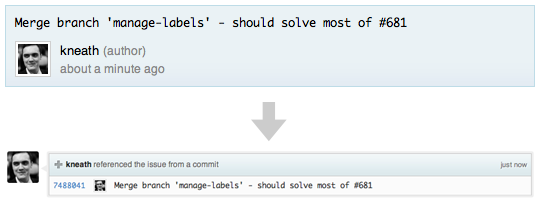 Merge branch 'manage-labels' - should solve most of #681
kneath (author)
about a minute ago
kneath referenced the issue from a commit just now
7488041 Merge branch 'manage-labels' - should solve most of #681